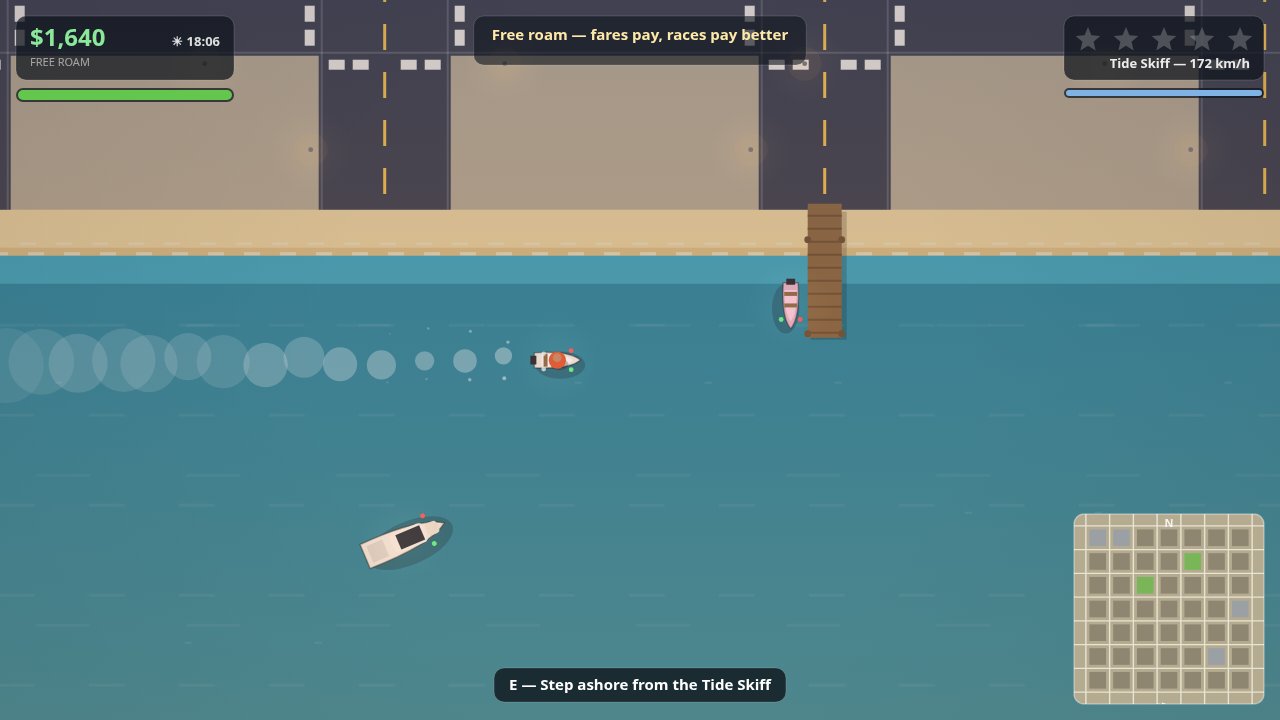 $1,640
☀ 18:06
FREE ROAM
Free roam — fares pay, races pay better
Tide Skiff — 172 km/h
N
E — Step ashore from the Tide Skiff